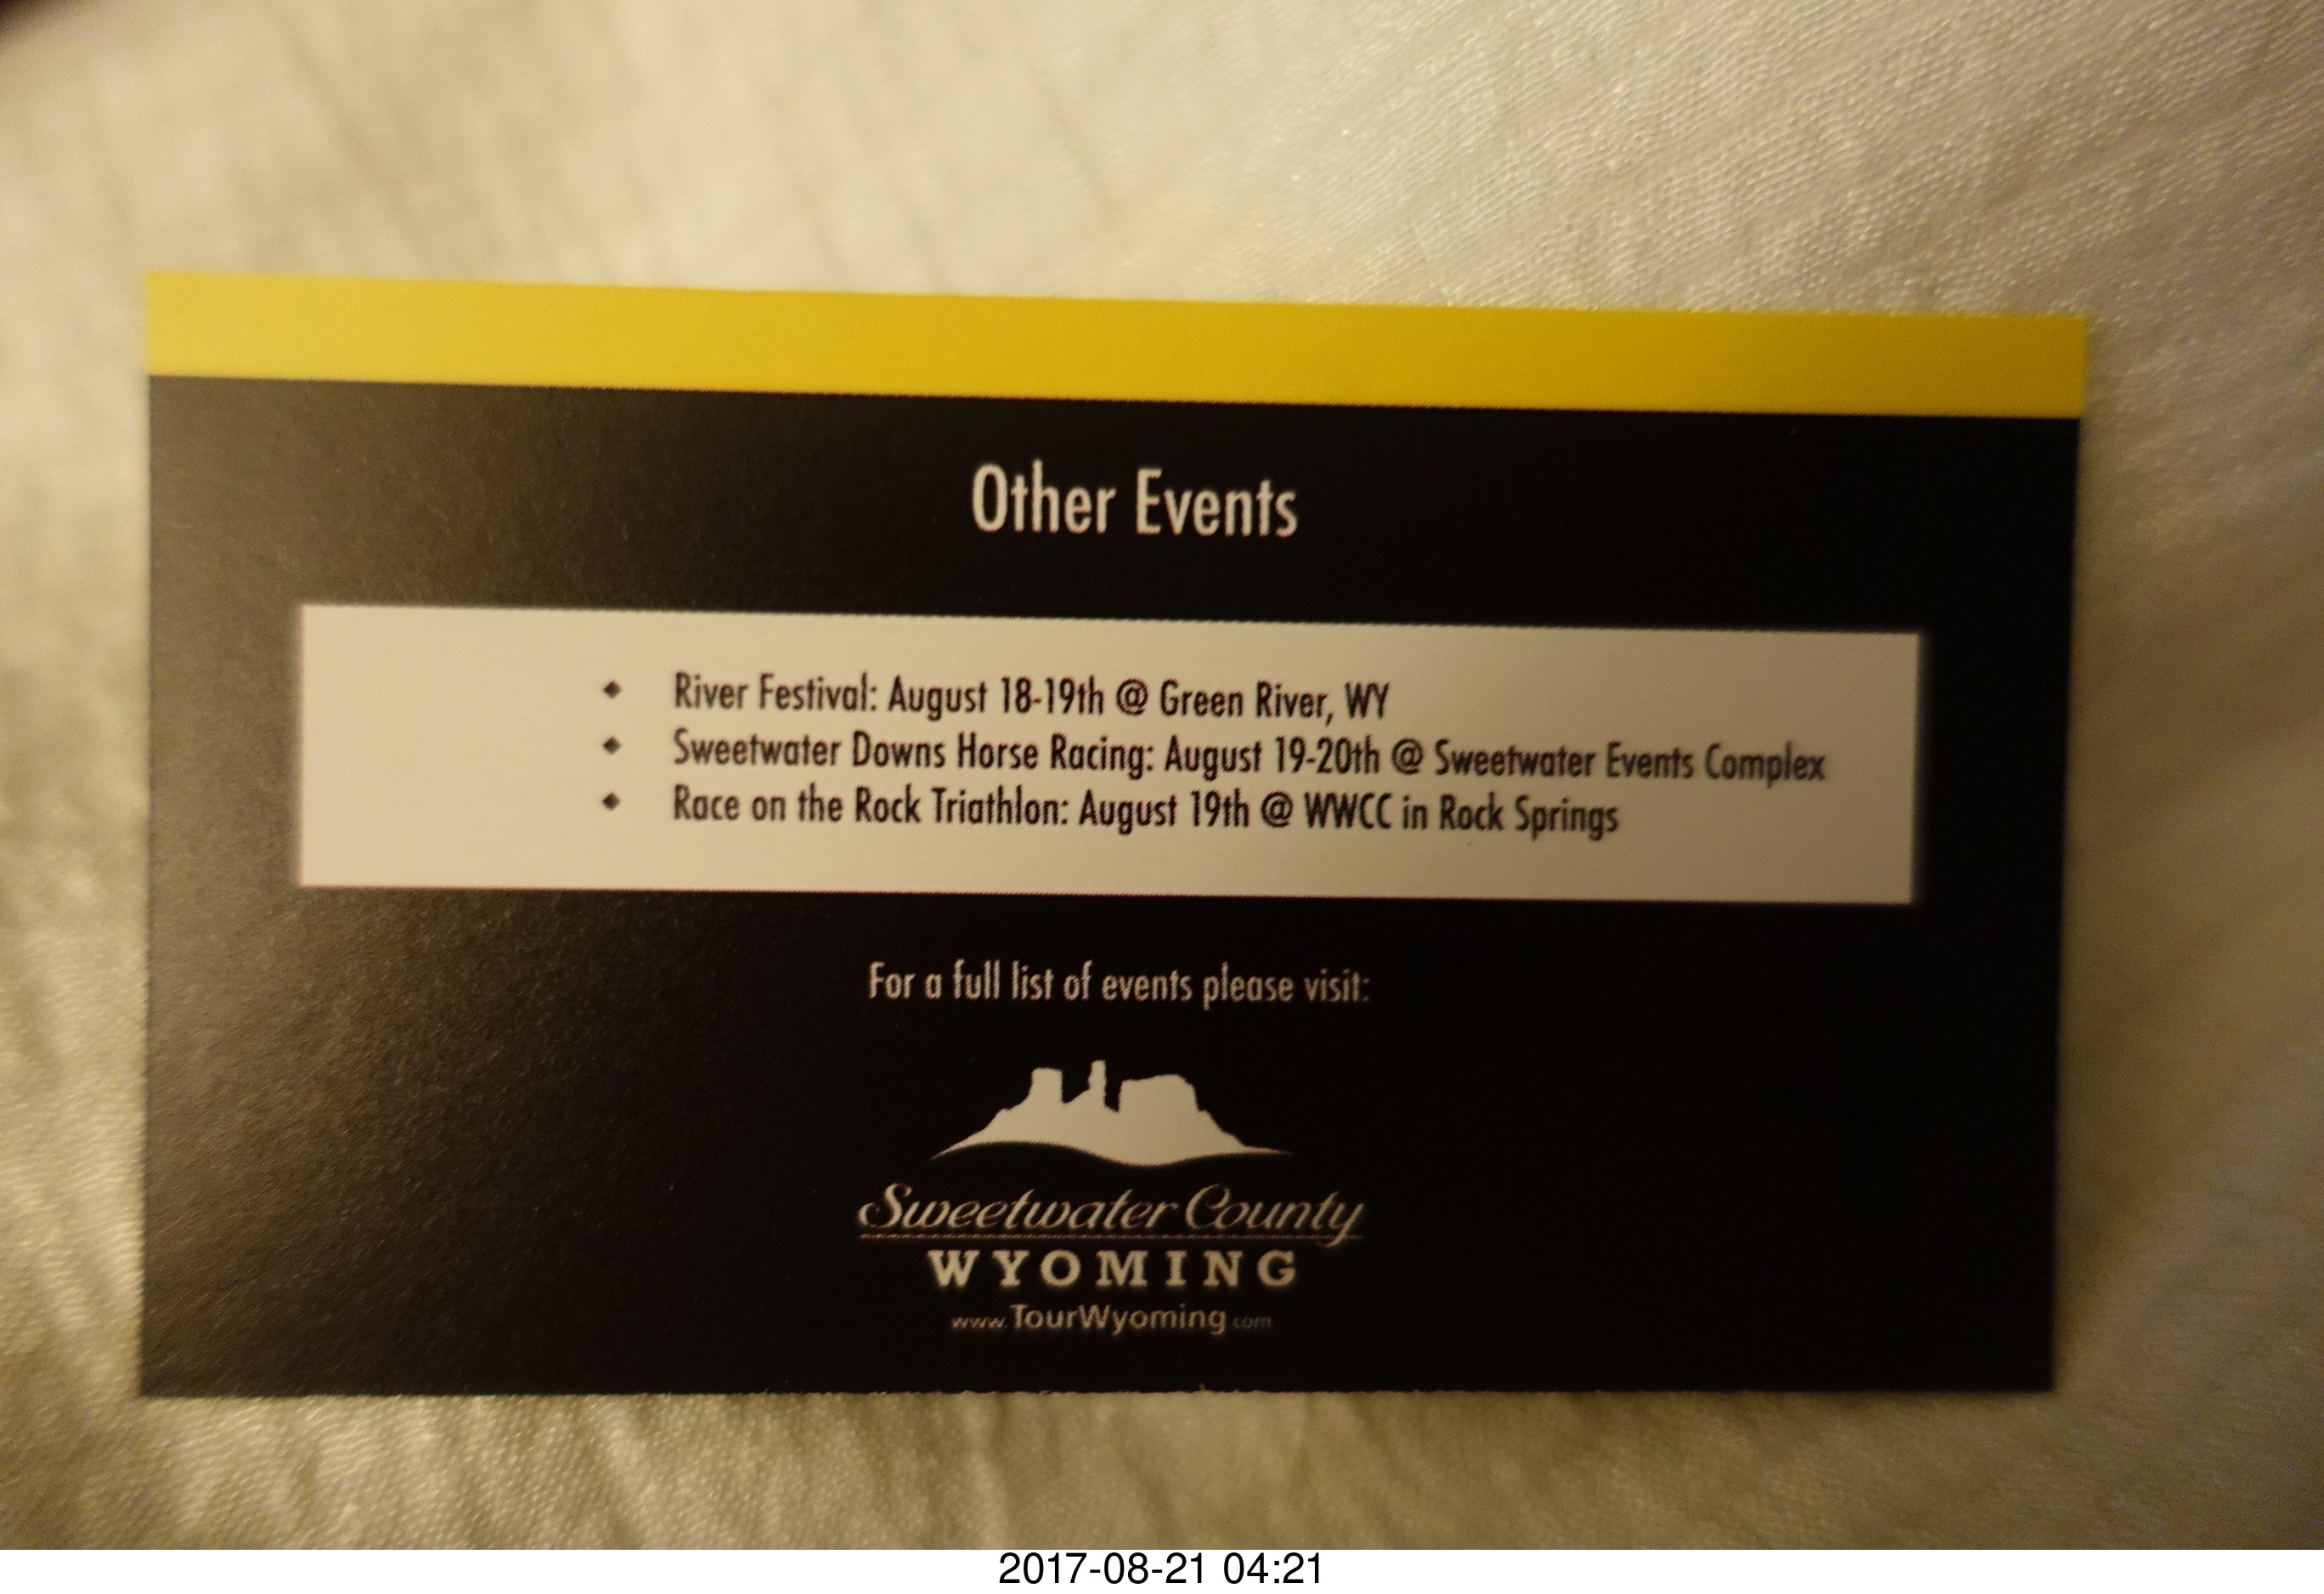 Other Events
◆ River Festival: August 18-19th @ Green River, WY
◆ Sweetwater Downs Horse Racing: August 19-20th @ Sweetwater Events Complex
◆ Race on the Rock Triathlon: August 19th @ WWCC in Rock Springs
For a full list of events please visit:
Sweetwater County
WYOMING
www.TourWyoming.com
2017-08-21 04:21